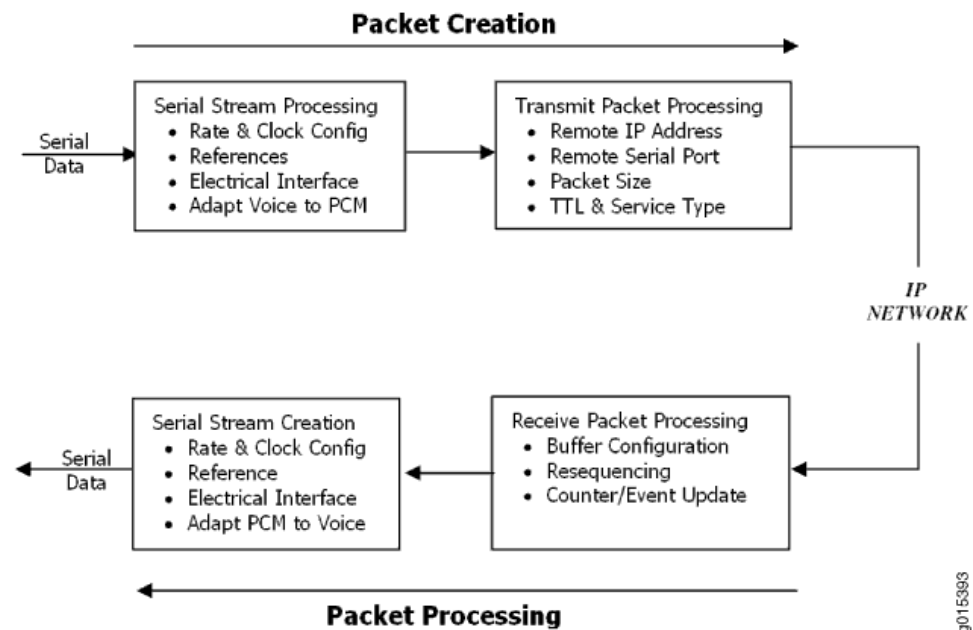 Packet Creation
Serial Data
Serial Stream Processing
• Rate & Clock Config
• References
• Electrical Interface
• Adapt Voice to PCM
Transmit Packet Processing
• Remote IP Address
• Remote Serial Port
• Packet Size
• TTL & Service Type
IP
NETWORK
Receive Packet Processing
• Buffer Configuration
• Resequencing
• Counter/Event Update
Serial Stream Creation
• Rate & Clock Config
• Reference
• Electrical Interface
• Adapt PCM to Voice
Serial
Data
Packet Processing
g015393